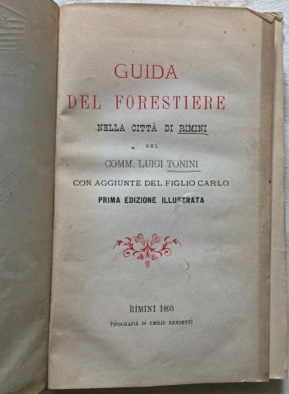 GUIDA
DEL FORESTIERE
NELLA CITTÀ DI RIMINI
DEL
COMM. LUIGI TONINI
CON AGGIUNTE DEL FIGLIO CARLO
PRIMA EDIZIONE ILLUSTRATA
RIMINI
TIPOGRAFIA DI EMILIO RENZETTI